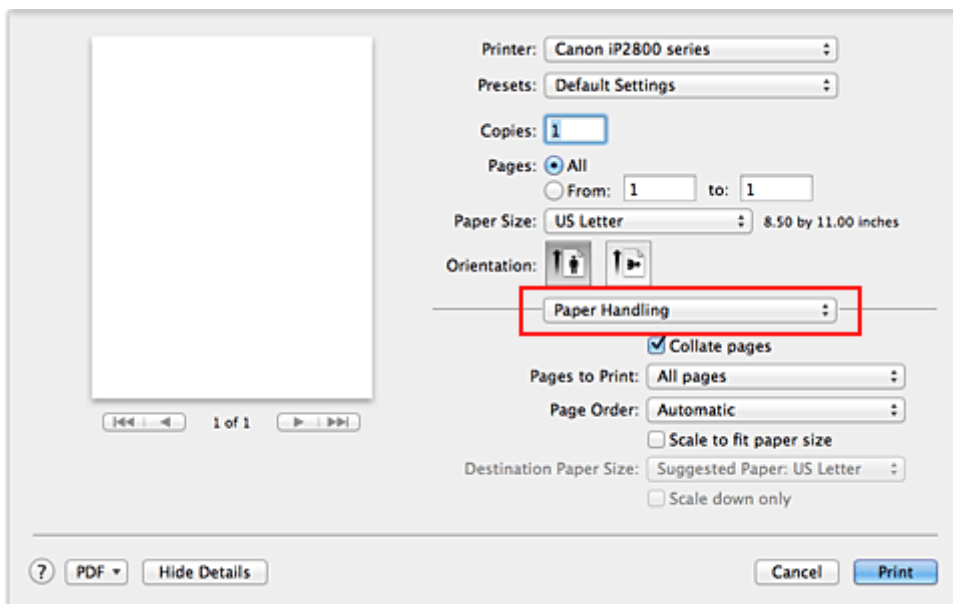 Printer: Canon iP2800 series
Presets: Default Settings
Copies: 1
Pages: All
From: 1 to: 1
Paper Size: US Letter 8.50 by 11.00 inches
Orientation:
Paper Handling
Collate pages
Pages to Print: All pages
1 of 1
Page Order: Automatic
Scale to fit paper size
Destination Paper Size: Suggested Paper: US Letter
Scale down only
? PDF Hide Details Cancel Print